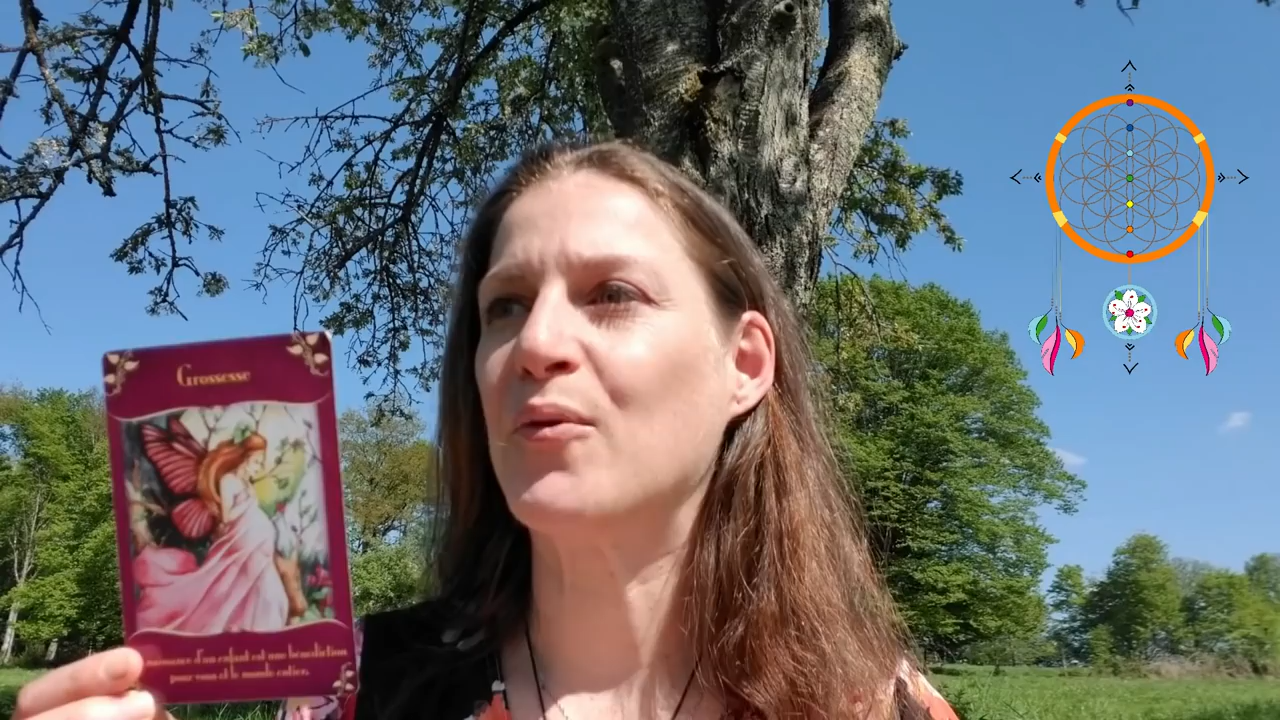 Grossesse
naissance d'un enfant est une bénédiction
pour vous et le monde entier.